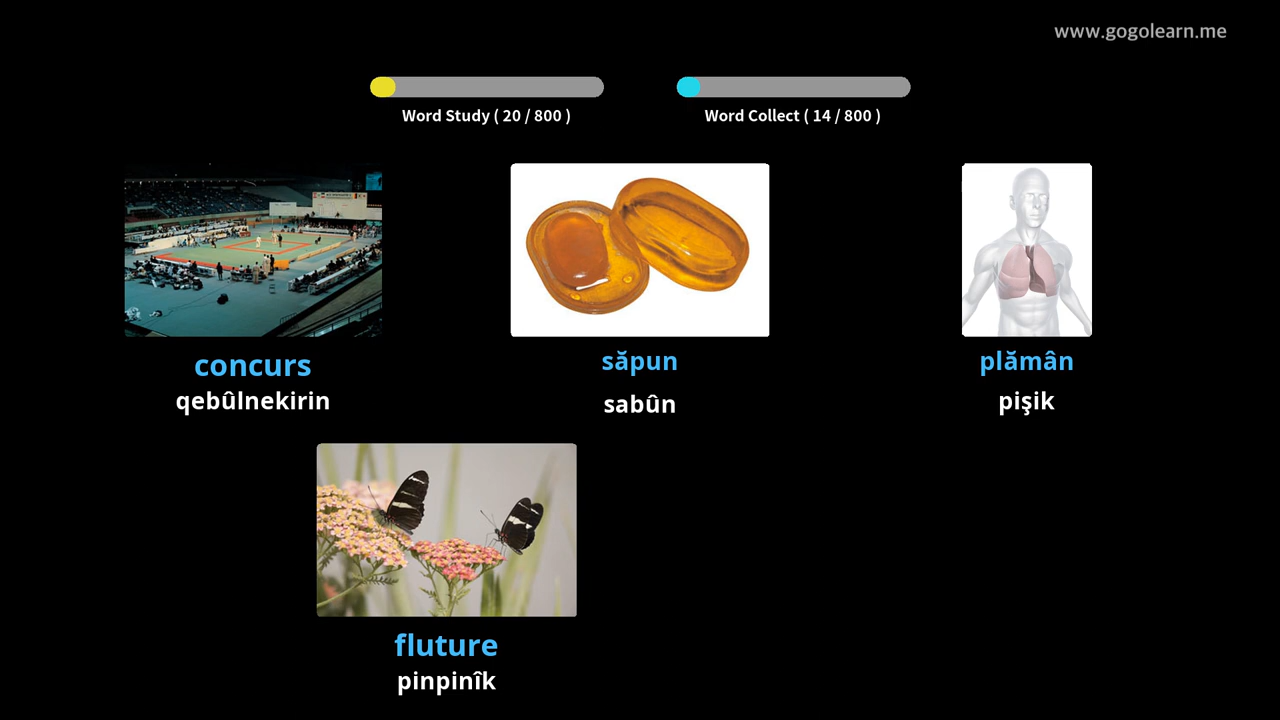 www.gogolearn.me
Word Study ( 20 / 800 )
Word Collect ( 14 / 800 )
concurs
qebûlnekirin
săpun
sabûn
plămân
pişik
fluture
pinpinîk